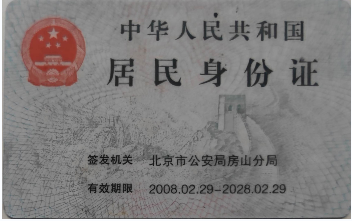 中华人民共和国
居民身份证
签发机关 北京市公安局房山分局
有效期限 2008.02.29-2028.02.29